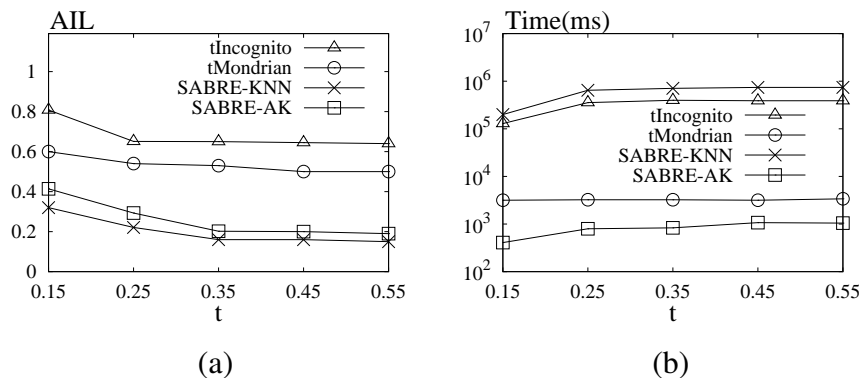 AIL
tIncognito
tMondrian
SABRE-KNN
SABRE-AK
1
0.8
0.6
0.4
0.2
0
0.15 0.25 0.35 0.45 0.55
t
(a)
Time(ms)
10^7
10^6
10^5
10^4
10^3
10^2
tIncognito
tMondrian
SABRE-KNN
SABRE-AK
0.15 0.25 0.35 0.45 0.55
t
(b)